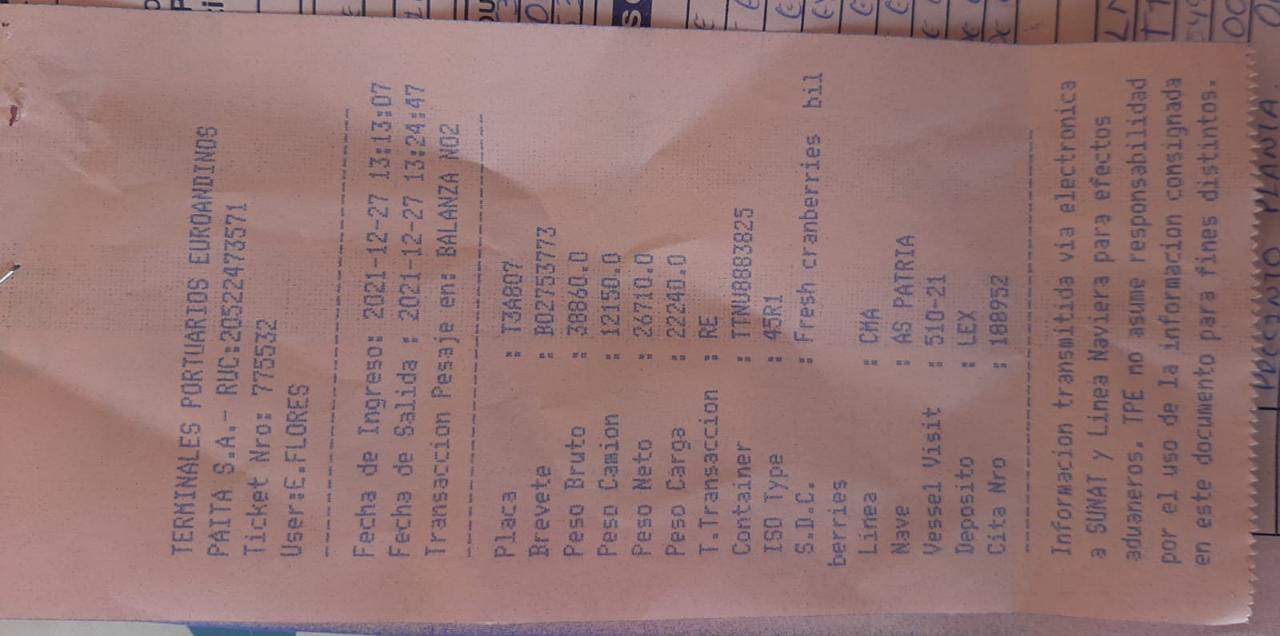 TERMINALES PORTUARIOS EUROANDINOS
PAITA S.A.- RUC:20522473571
Ticket Nro: 775532
User:E.FLORES
Fecha de Ingreso: 2021-12-27 13:13:07
Fecha de Salida : 2021-12-27 13:24:47
Transaccion Pesaje en: BALANZA NO2
Placa : T3A807
Brevete : B02753773
Peso Bruto : 38860.0
Peso Camion : 12150.0
Peso Neto : 26710.0
Peso Carga : 22240.0
T.Transaccion : RE
Container : TTNU8883825
ISO Type : 45R1
S.D.C. : Fresh cranberries bil
berries
Linea : CMA
Nave : AS PATRIA
Vessel Visit : 510-21
Deposito : LEX
Cita Nro : 188952
Informacion transmitida via electronica
a SUNAT y Linea Naviera para efectos
aduaneros. TPE no asume responsabilidad
por el uso de la informacion consignada
en este documento para fines distintos.